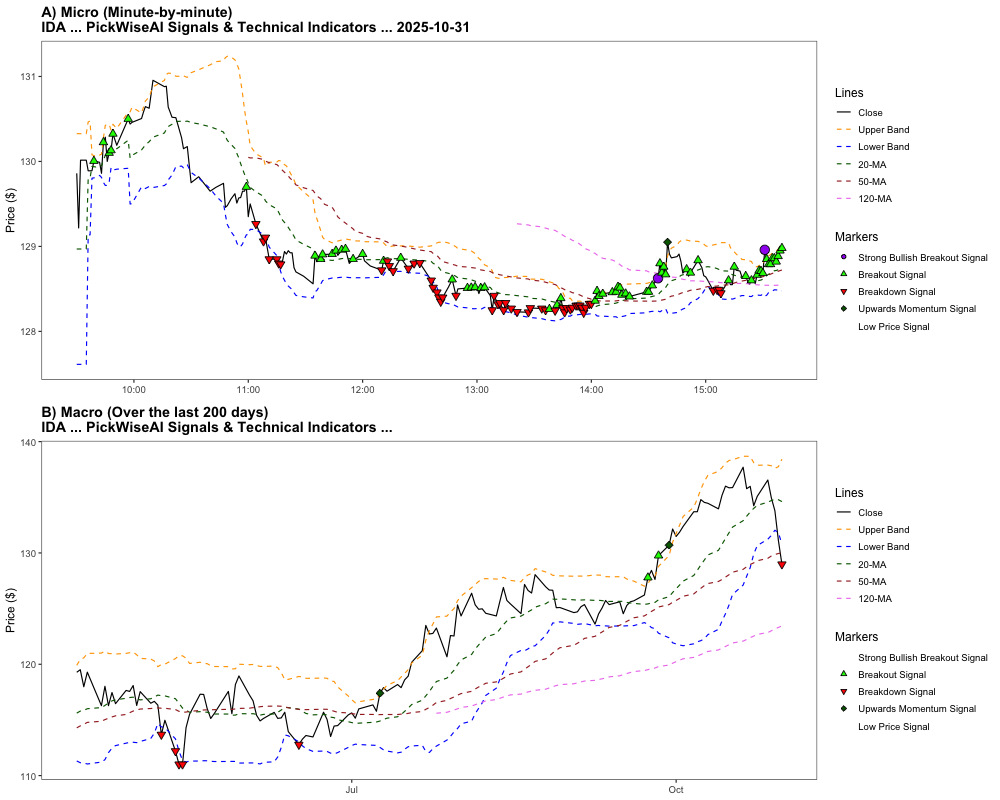 A) Micro (Minute-by-minute)
IDA ... PickWiseAI Signals & Technical Indicators ... 2025-10-31
Price ($)
131
130
129
128
10:00
11:00
12:00
13:00
14:00
15:00
Lines
Close
Upper Band
Lower Band
20-MA
50-MA
120-MA
Markers
Strong Bullish Breakout Signal
Breakout Signal
Breakdown Signal
Upwards Momentum Signal
Low Price Signal
B) Macro (Over the last 200 days)
IDA ... PickWiseAI Signals & Technical Indicators ...
Price ($)
140
130
120
110
Jul
Oct
Lines
Close
Upper Band
Lower Band
20-MA
50-MA
120-MA
Markers
Strong Bullish Breakout Signal
Breakout Signal
Breakdown Signal
Upwards Momentum Signal
Low Price Signal